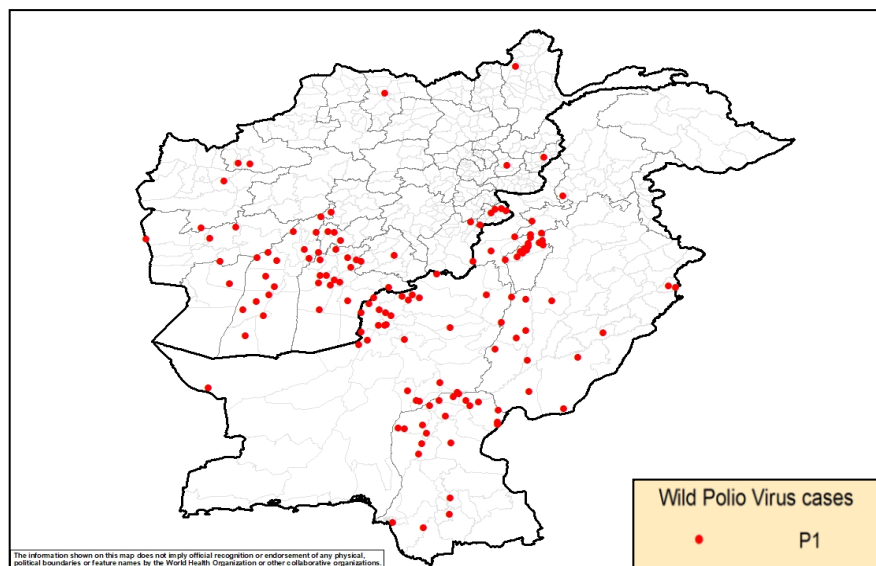 Wild Polio Virus cases
P1
The information shown on this map does not imply official recognition or endorsement of any physical,
political boundaries or feature names by the World Health Organization or other collaborative organizations.